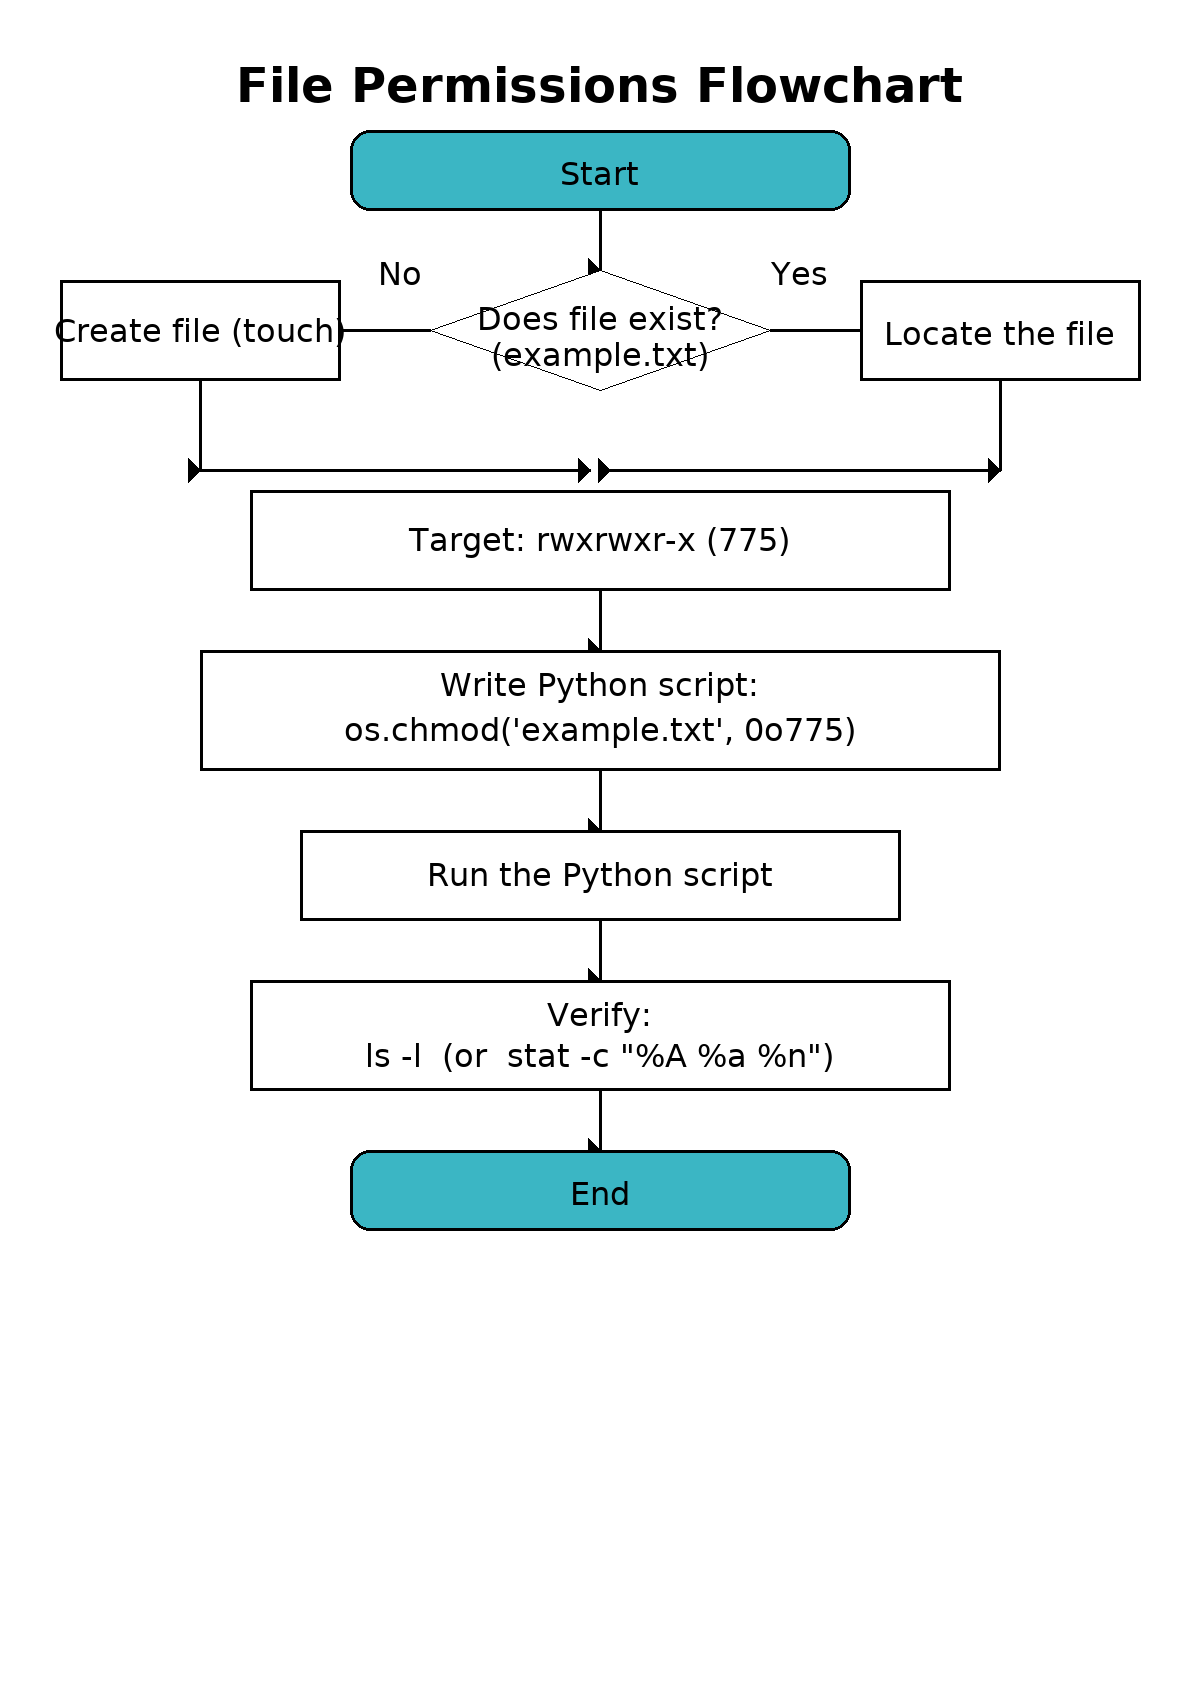 File Permissions Flowchart
Start
No
Yes
Create file (touch)
Does file exist?
(example.txt)
Locate the file
Target: rwxrwxr-x (775)
Write Python script:
os.chmod('example.txt', 0o775)
Run the Python script
Verify:
ls -l  (or  stat -c "%A %a %n")
End